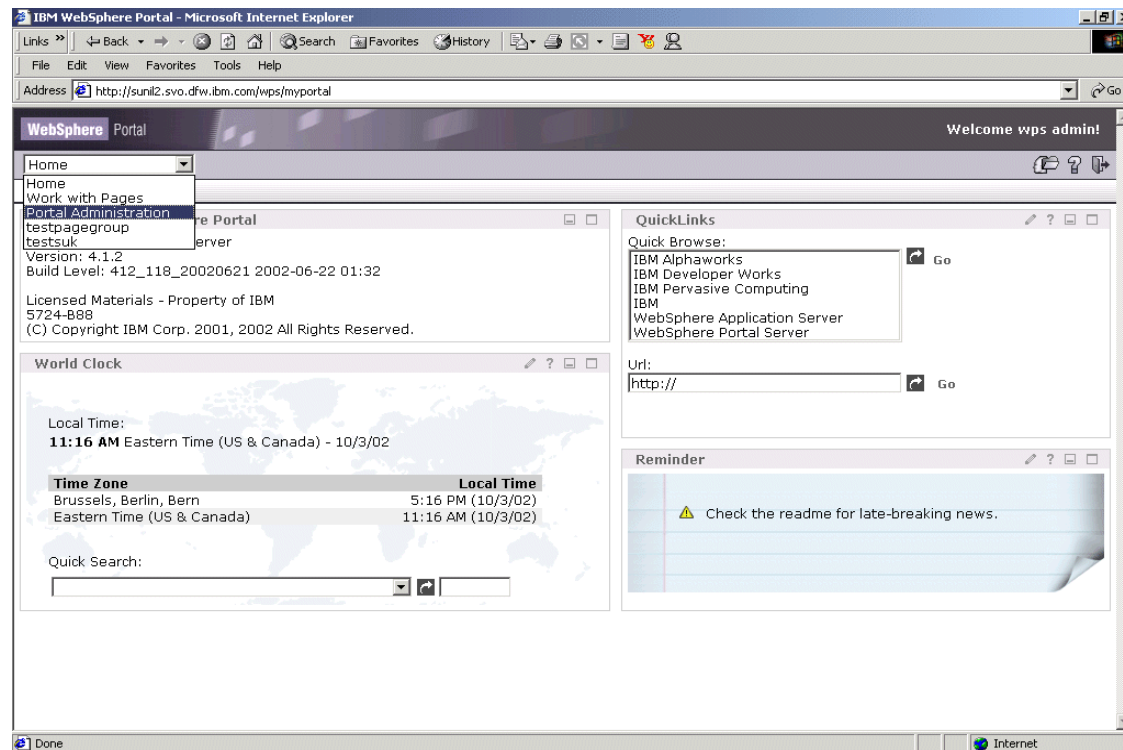 IBM WebSphere Portal - Microsoft Internet Explorer
Links » Back Search Favorites History
File Edit View Favorites Tools Help
Address http://sunil2.svo.dfw.ibm.com/wps/myportal Go
WebSphere Portal Welcome wps admin!
Home
Home
Work with Pages
Portal Administration
testpagegroup
testsuk
re Portal
erver
Version: 4.1.2
Build Level: 412_118_20020621 2002-06-22 01:32
Licensed Materials - Property of IBM
5724-B88
(C) Copyright IBM Corp. 2001, 2002 All Rights Reserved.
World Clock
Local Time:
11:16 AM Eastern Time (US & Canada) - 10/3/02
Time Zone Local Time
Brussels, Berlin, Bern 5:16 PM (10/3/02)
Eastern Time (US & Canada) 11:16 AM (10/3/02)
Quick Search:
QuickLinks
Quick Browse:
IBM Alphaworks
IBM Developer Works
IBM Pervasive Computing
IBM
WebSphere Application Server
WebSphere Portal Server
Go
Url:
http://
Go
Reminder
Check the readme for late-breaking news.
Done Internet